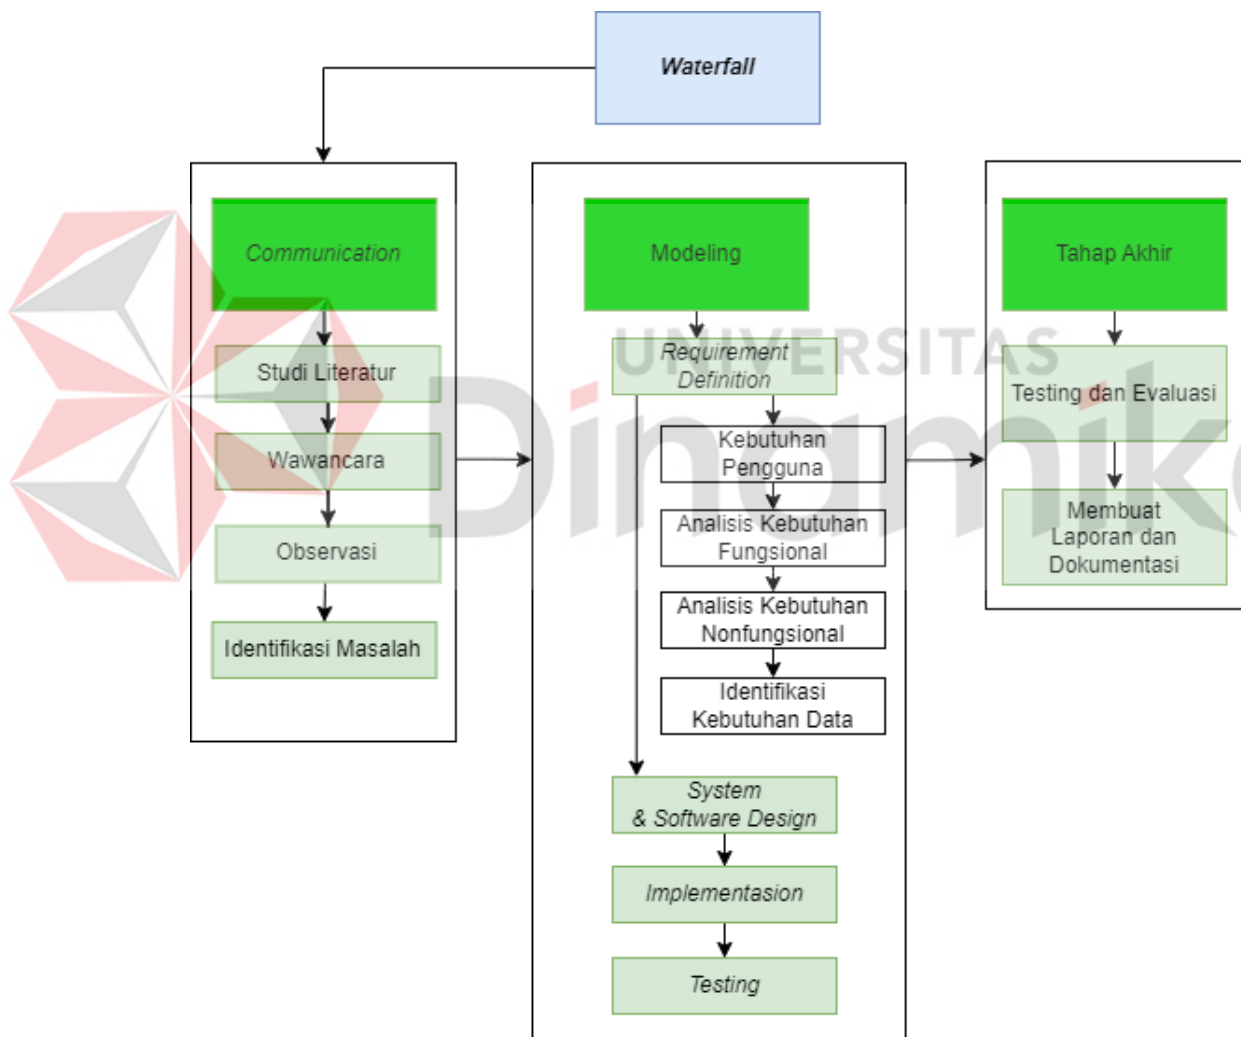 Waterfall
Communication
Studi Literatur
Wawancara
Observasi
Identifikasi Masalah
Modeling
Requirement
Definition
Kebutuhan
Pengguna
Analisis Kebutuhan
Fungsional
Analisis Kebutuhan
Nonfungsional
Identifikasi
Kebutuhan Data
System
& Software Design
Implementasion
Testing
Tahap Akhir
Testing dan Evaluasi
Membuat
Laporan dan
Dokumentasi
UNIVERSITAS
Dinamika